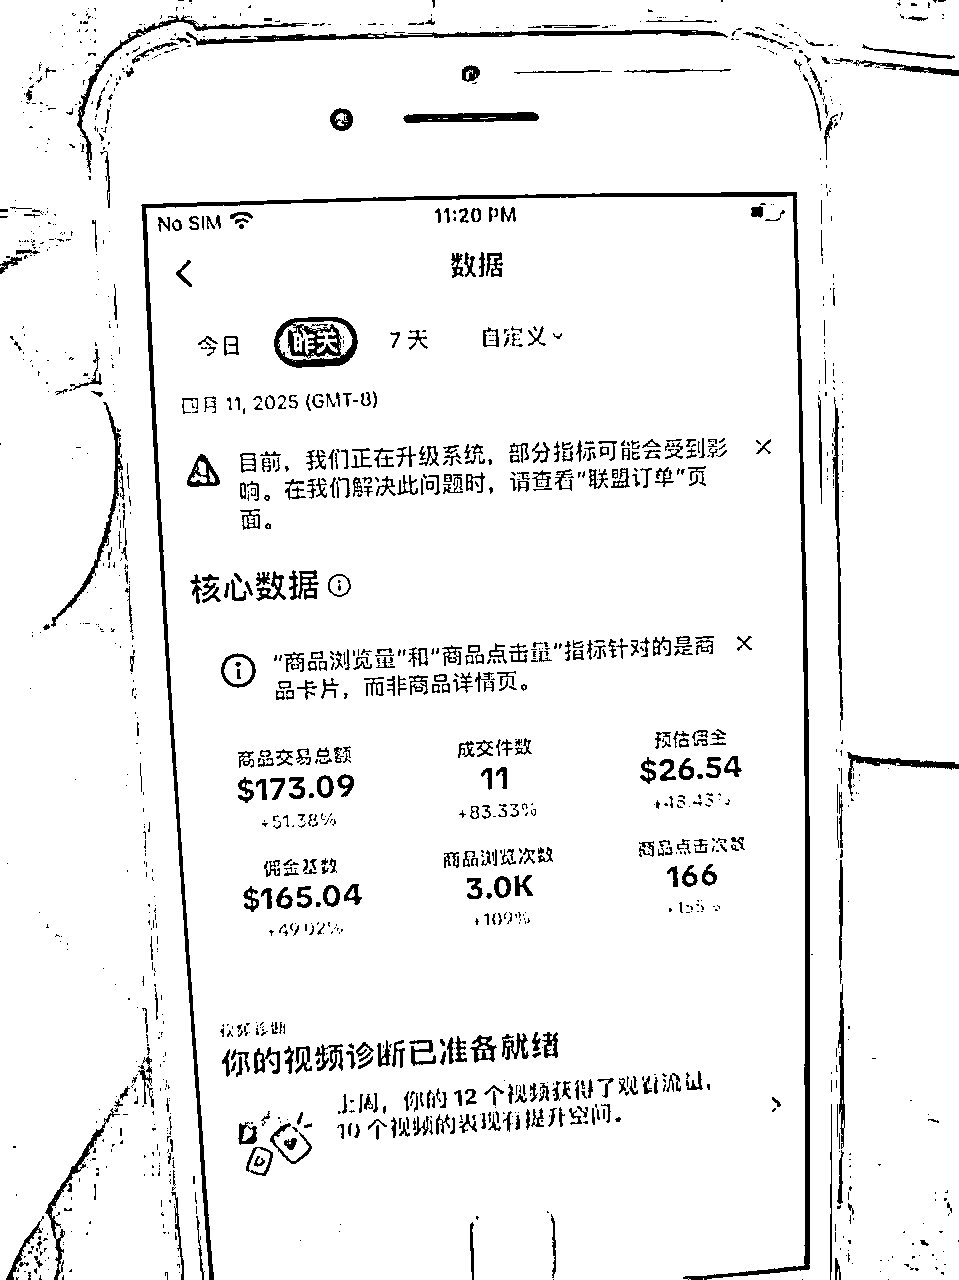 No SIM 11:20 PM
数据
今日 昨天 7 天 自定义
四月 11, 2025 (GMT-8)
目前，我们正在升级系统，部分指标可能会受到影
响。在我们解决此问题时，请查看"联盟订单"页
面。
核心数据
"商品浏览量"和"商品点击量"指标针对的是商
品卡片，而非商品详情页。
商品交易总额 成交件数 预估佣金
$173.09 11 $26.54
+51.38% +83.33% +48.43%
佣金基数 商品浏览次数 商品点击次数
$165.04 3.0K 166
+49.02% +109%
视频诊断
你的视频诊断已准备就绪
上周，你的 12 个视频获得了观看流量，
10 个视频的表现有提升空间。